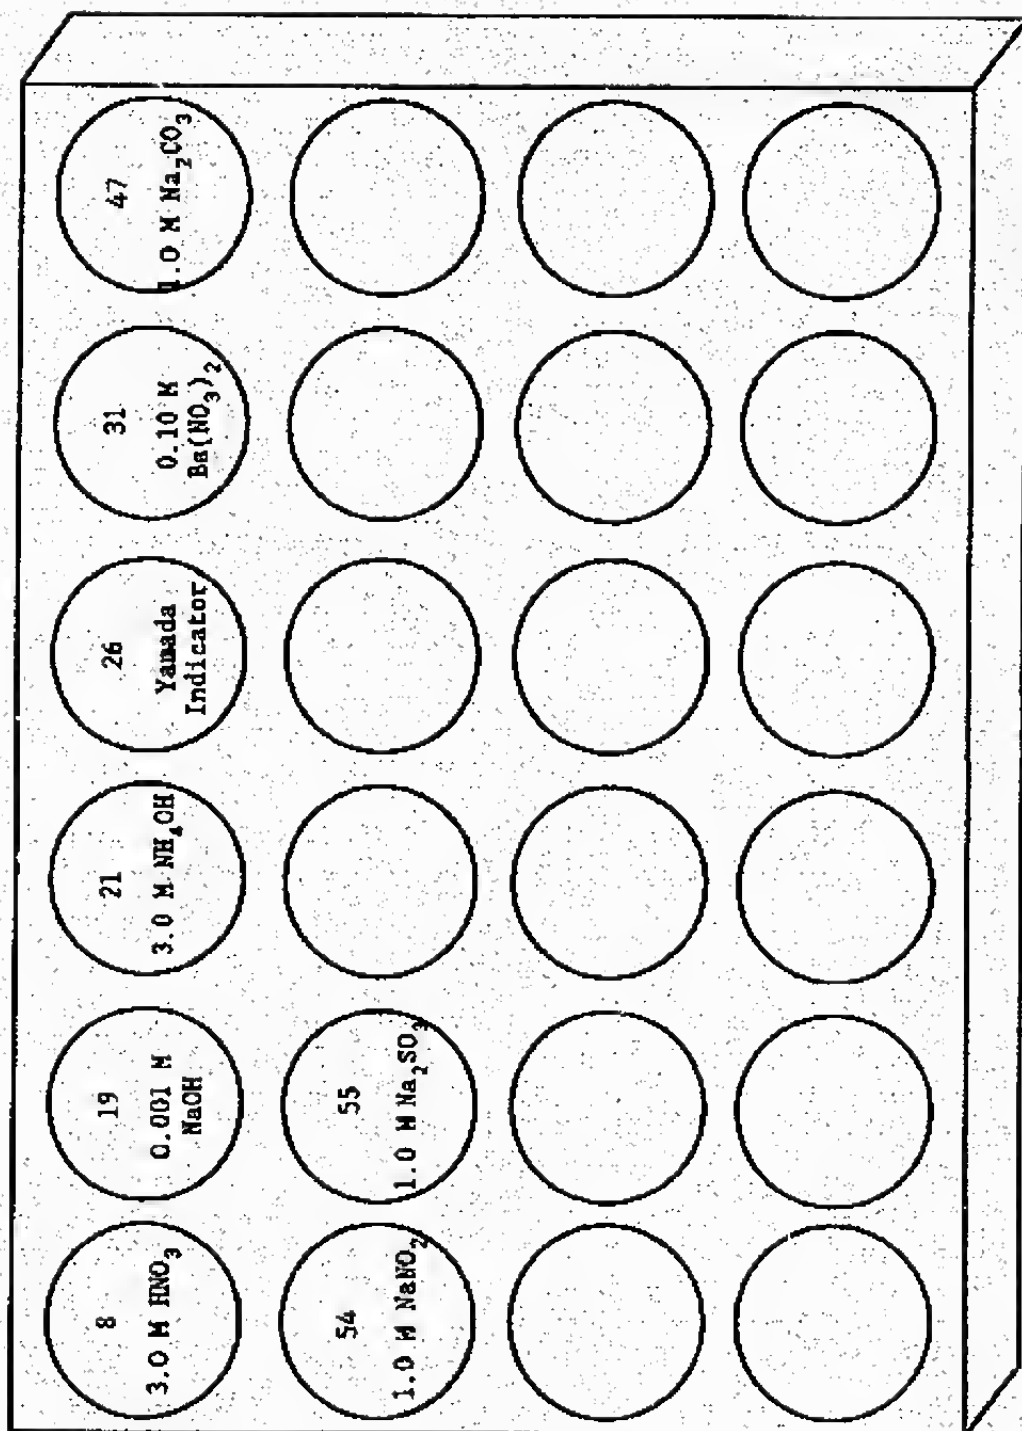 8
3.0 M HNO₃
19
0.001 M
NaOH
21
3.0 M NH₄OH
26
Yamada
Indicator
31
0.10 M
Ba(NO₃)₂
47
1.0 M Na₂CO₃
54
1.0 M NaNO₂
55
1.0 M Na₂SO₃